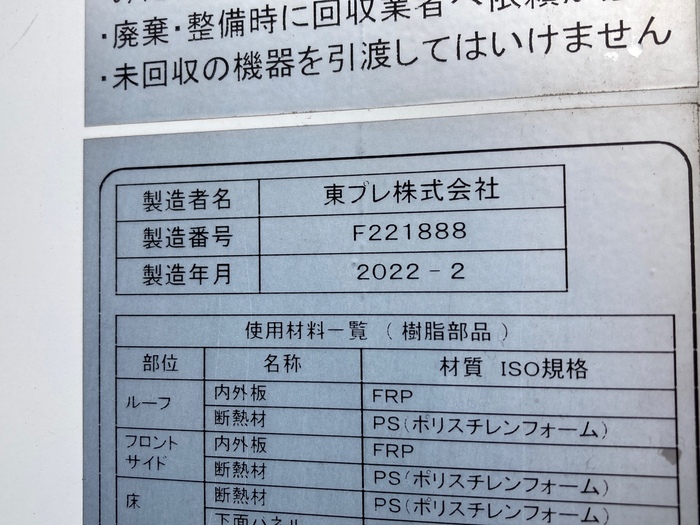 ・廃棄・整備時に回収業者へ依頼
・未回収の機器を引渡してはいけません
製造者名 東プレ株式会社
製造番号 F221888
製造年月 2022-2
使用材料一覧 (樹脂部品)
部位 名称 材質 ISO規格
ルーフ 内外板 FRP
断熱材 PS(ポリスチレンフォーム)
フロント サイド 内外板 FRP
断熱材 PS(ポリスチレンフォーム)
床 断熱材 PS(ポリスチレンフォーム)
下面パネル